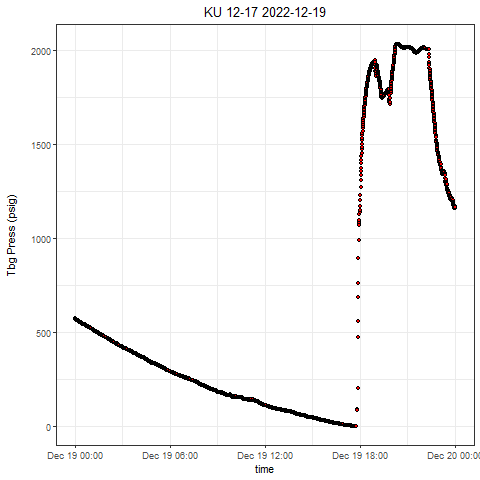 KU 12-17 2022-12-19
Tbg Press (psig)
2000
1500
1000
500
0
Dec 19 00:00 Dec 19 06:00 Dec 19 12:00 Dec 19 18:00 Dec 20 00:00
time